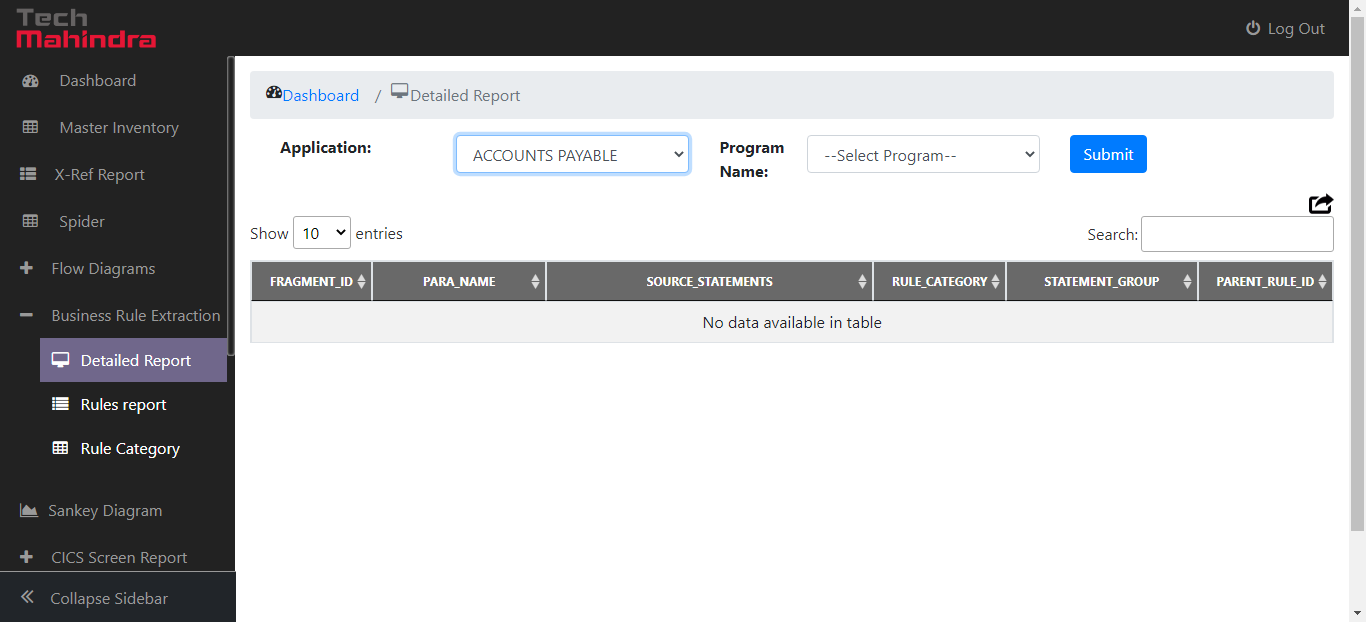 Tech
Mahindra
Log Out
Dashboard
Master Inventory
X-Ref Report
Spider
Flow Diagrams
Business Rule Extraction
Detailed Report
Rules report
Rule Category
Sankey Diagram
CICS Screen Report
Collapse Sidebar
Dashboard / Detailed Report
Application: ACCOUNTS PAYABLE Program Name: --Select Program-- Submit
Show 10 entries Search:
FRAGMENT_ID PARA_NAME SOURCE_STATEMENTS RULE_CATEGORY STATEMENT_GROUP PARENT_RULE_ID
No data available in table